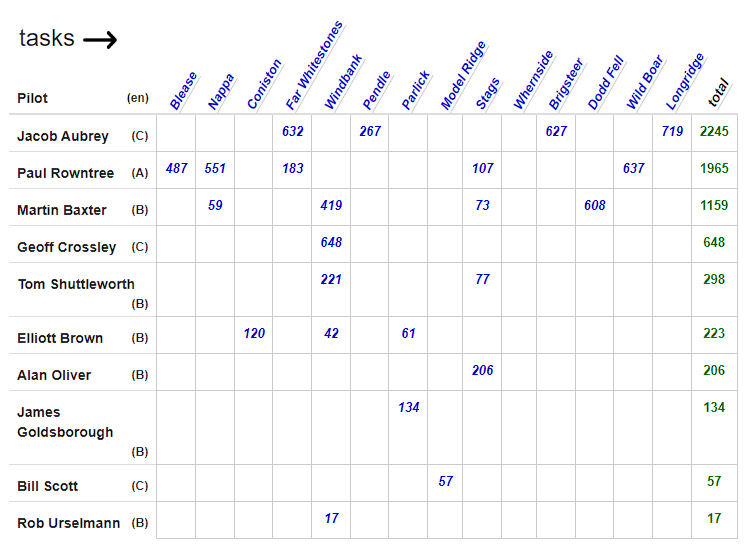 tasks
Pilot (en) Blease Nappa Coniston Far Whitestones Windbank Pendle Parlick Model Ridge Stags Whernside Brigsteer Dodd Fell Wild Boar Longridge total
Jacob Aubrey (C) 632 267 627 719 2245
Paul Rowntree (A) 487 551 183 107 637 1965
Martin Baxter (B) 59 419 73 608 1159
Geoff Crossley (C) 648 648
Tom Shuttleworth 221 77 298
(B)
Elliott Brown (B) 120 42 61 223
Alan Oliver (B) 206 206
James 134 134
Goldsborough
(B)
Bill Scott (C) 57 57
Rob Urselmann (B) 17 17